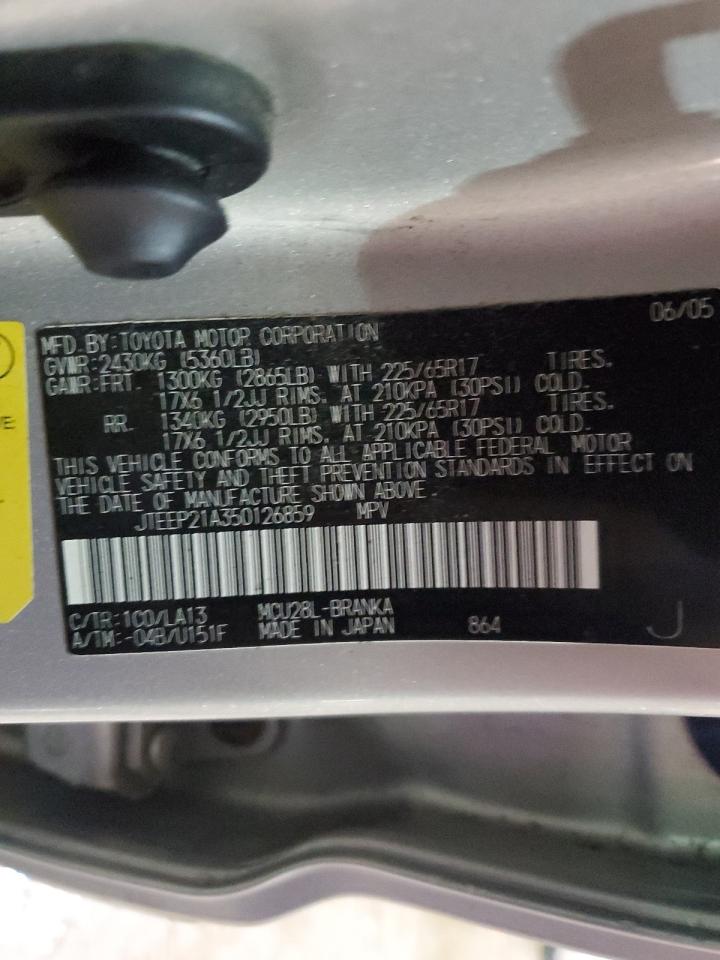 06/05
MFD.BY:TOYOTA MOTOR CORPORATION
GVWR:2430KG (5360LB)
GAWR:FRT. 1300KG (2865LB) WITH 225/65R17 TIRES.
17X6 1/2JJ RIMS. AT 210KPA (30PSI) COLD.
RR. 1340KG (2950LB) WITH 225/65R17 TIRES.
17X6 1/2JJ RIMS. AT 210KPA (30PSI) COLD.
THIS VEHICLE CONFORMS TO ALL APPLICABLE FEDERAL MOTOR
VEHICLE SAFETY AND THEFT PREVENTION STANDARDS IN EFFECT ON
THE DATE OF MANUFACTURE SHOWN ABOVE.
JTEEP21A350126859 MPV
C/TR:1C0/LA13 MCU28L-BRANKA
A/TM:-04B/U151F MADE IN JAPAN 864 J